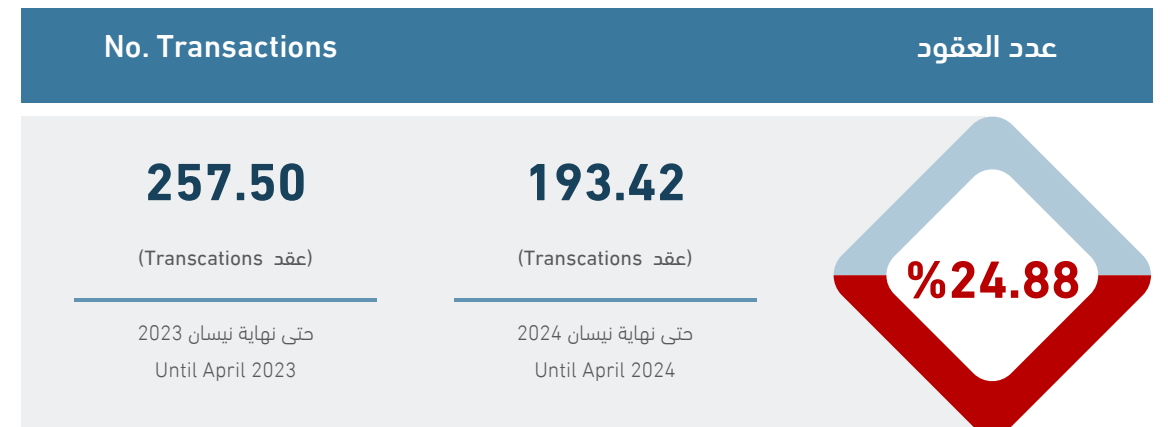 No. Transactions عدد العقود
257.50
193.42
%24.88
(Transcations عقد)
(Transcations عقد)
حتى نهاية نيسان 2023
حتى نهاية نيسان 2024
Until April 2023
Until April 2024